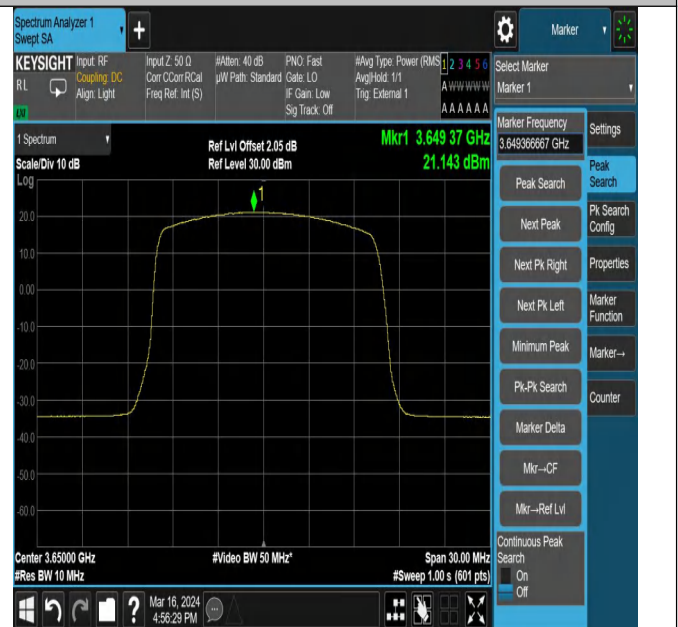 Spectrum Analyzer 1
Swept SA
+
Marker
KEYSIGHT
RL
LXI
Input: RF
Coupling: DC
Align: Light
Input Z: 50 Ω
Corr CCorr RCal
Freq Ref: Int (S)
#Atten: 40 dB
µW Path: Standard
PNO: Fast
Gate: LO
IF Gain: Low
Sig Track: Off
#Avg Type: Power (RMS
Avg|Hold: 1/1
Trig: External 1
1 2 3 4 5 6
A W W W W W
A A A A A A
1 Spectrum
Scale/Div 10 dB
Log
Ref Lvl Offset 2.05 dB
Ref Level 30.00 dBm
Mkr1 3.649 37 GHz
21.143 dBm
1
20.0
10.0
0.00
-10.0
-20.0
-30.0
-40.0
-50.0
-60.0
Center 3.65000 GHz
#Res BW 10 MHz
#Video BW 50 MHz*
Span 30.00 MHz
#Sweep 1.00 s (601 pts)
Select Marker
Marker 1
Marker Frequency
3.649366667 GHz
Peak Search
Next Peak
Next Pk Right
Next Pk Left
Minimum Peak
Pk-Pk Search
Marker Delta
Mkr→CF
Mkr→Ref Lvl
Continuous Peak
Search
On
Off
Settings
Peak
Search
Pk Search
Config
Properties
Marker
Function
Marker→
Counter
?
Mar 16, 2024
4:56:29 PM